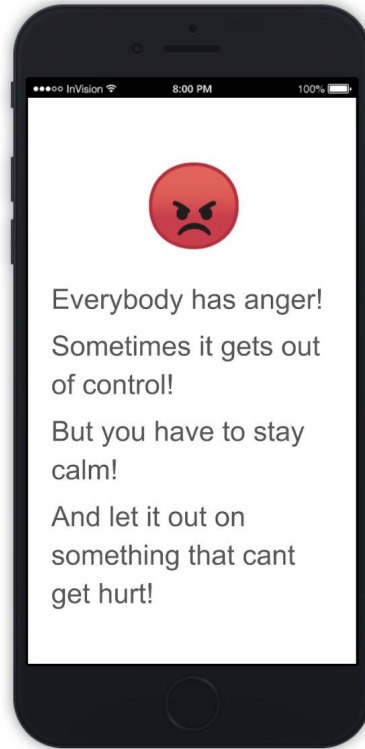 InVision 8:00 PM 100%
Everybody has anger!
Sometimes it gets out
of control!
But you have to stay
calm!
And let it out on
something that cant
get hurt!